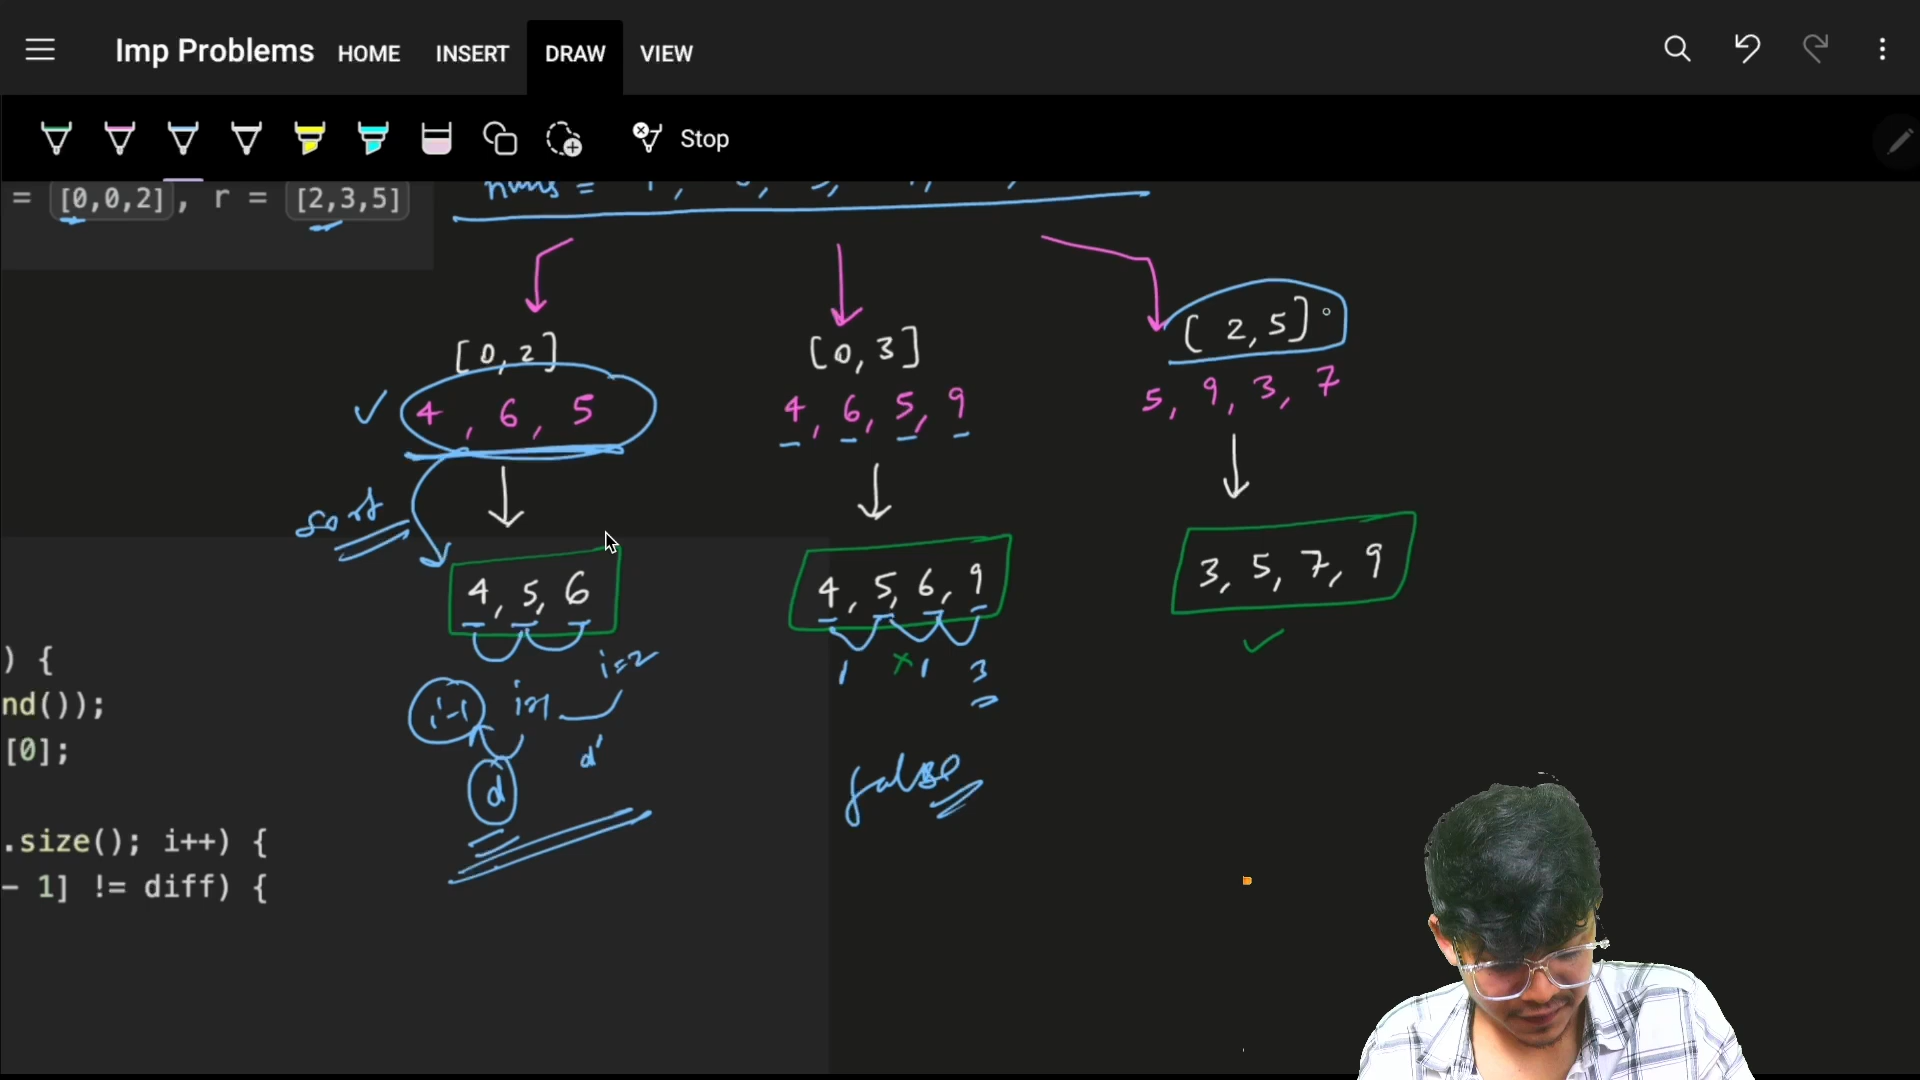 Imp Problems HOME INSERT DRAW VIEW
Stop
= [0,0,2], r = [2,3,5]
nums =
[0,2] [0,3] [2,5]
4, 6, 5 4, 6, 5, 9 5, 9, 3, 7
sort
4, 5, 6 4, 5, 6, 9 3, 5, 7, 9
1 x 1 3
i=2
i-1 i=1
d'
d
false
) {
nd());
[0];
.size(); i++) {
- 1] != diff) {